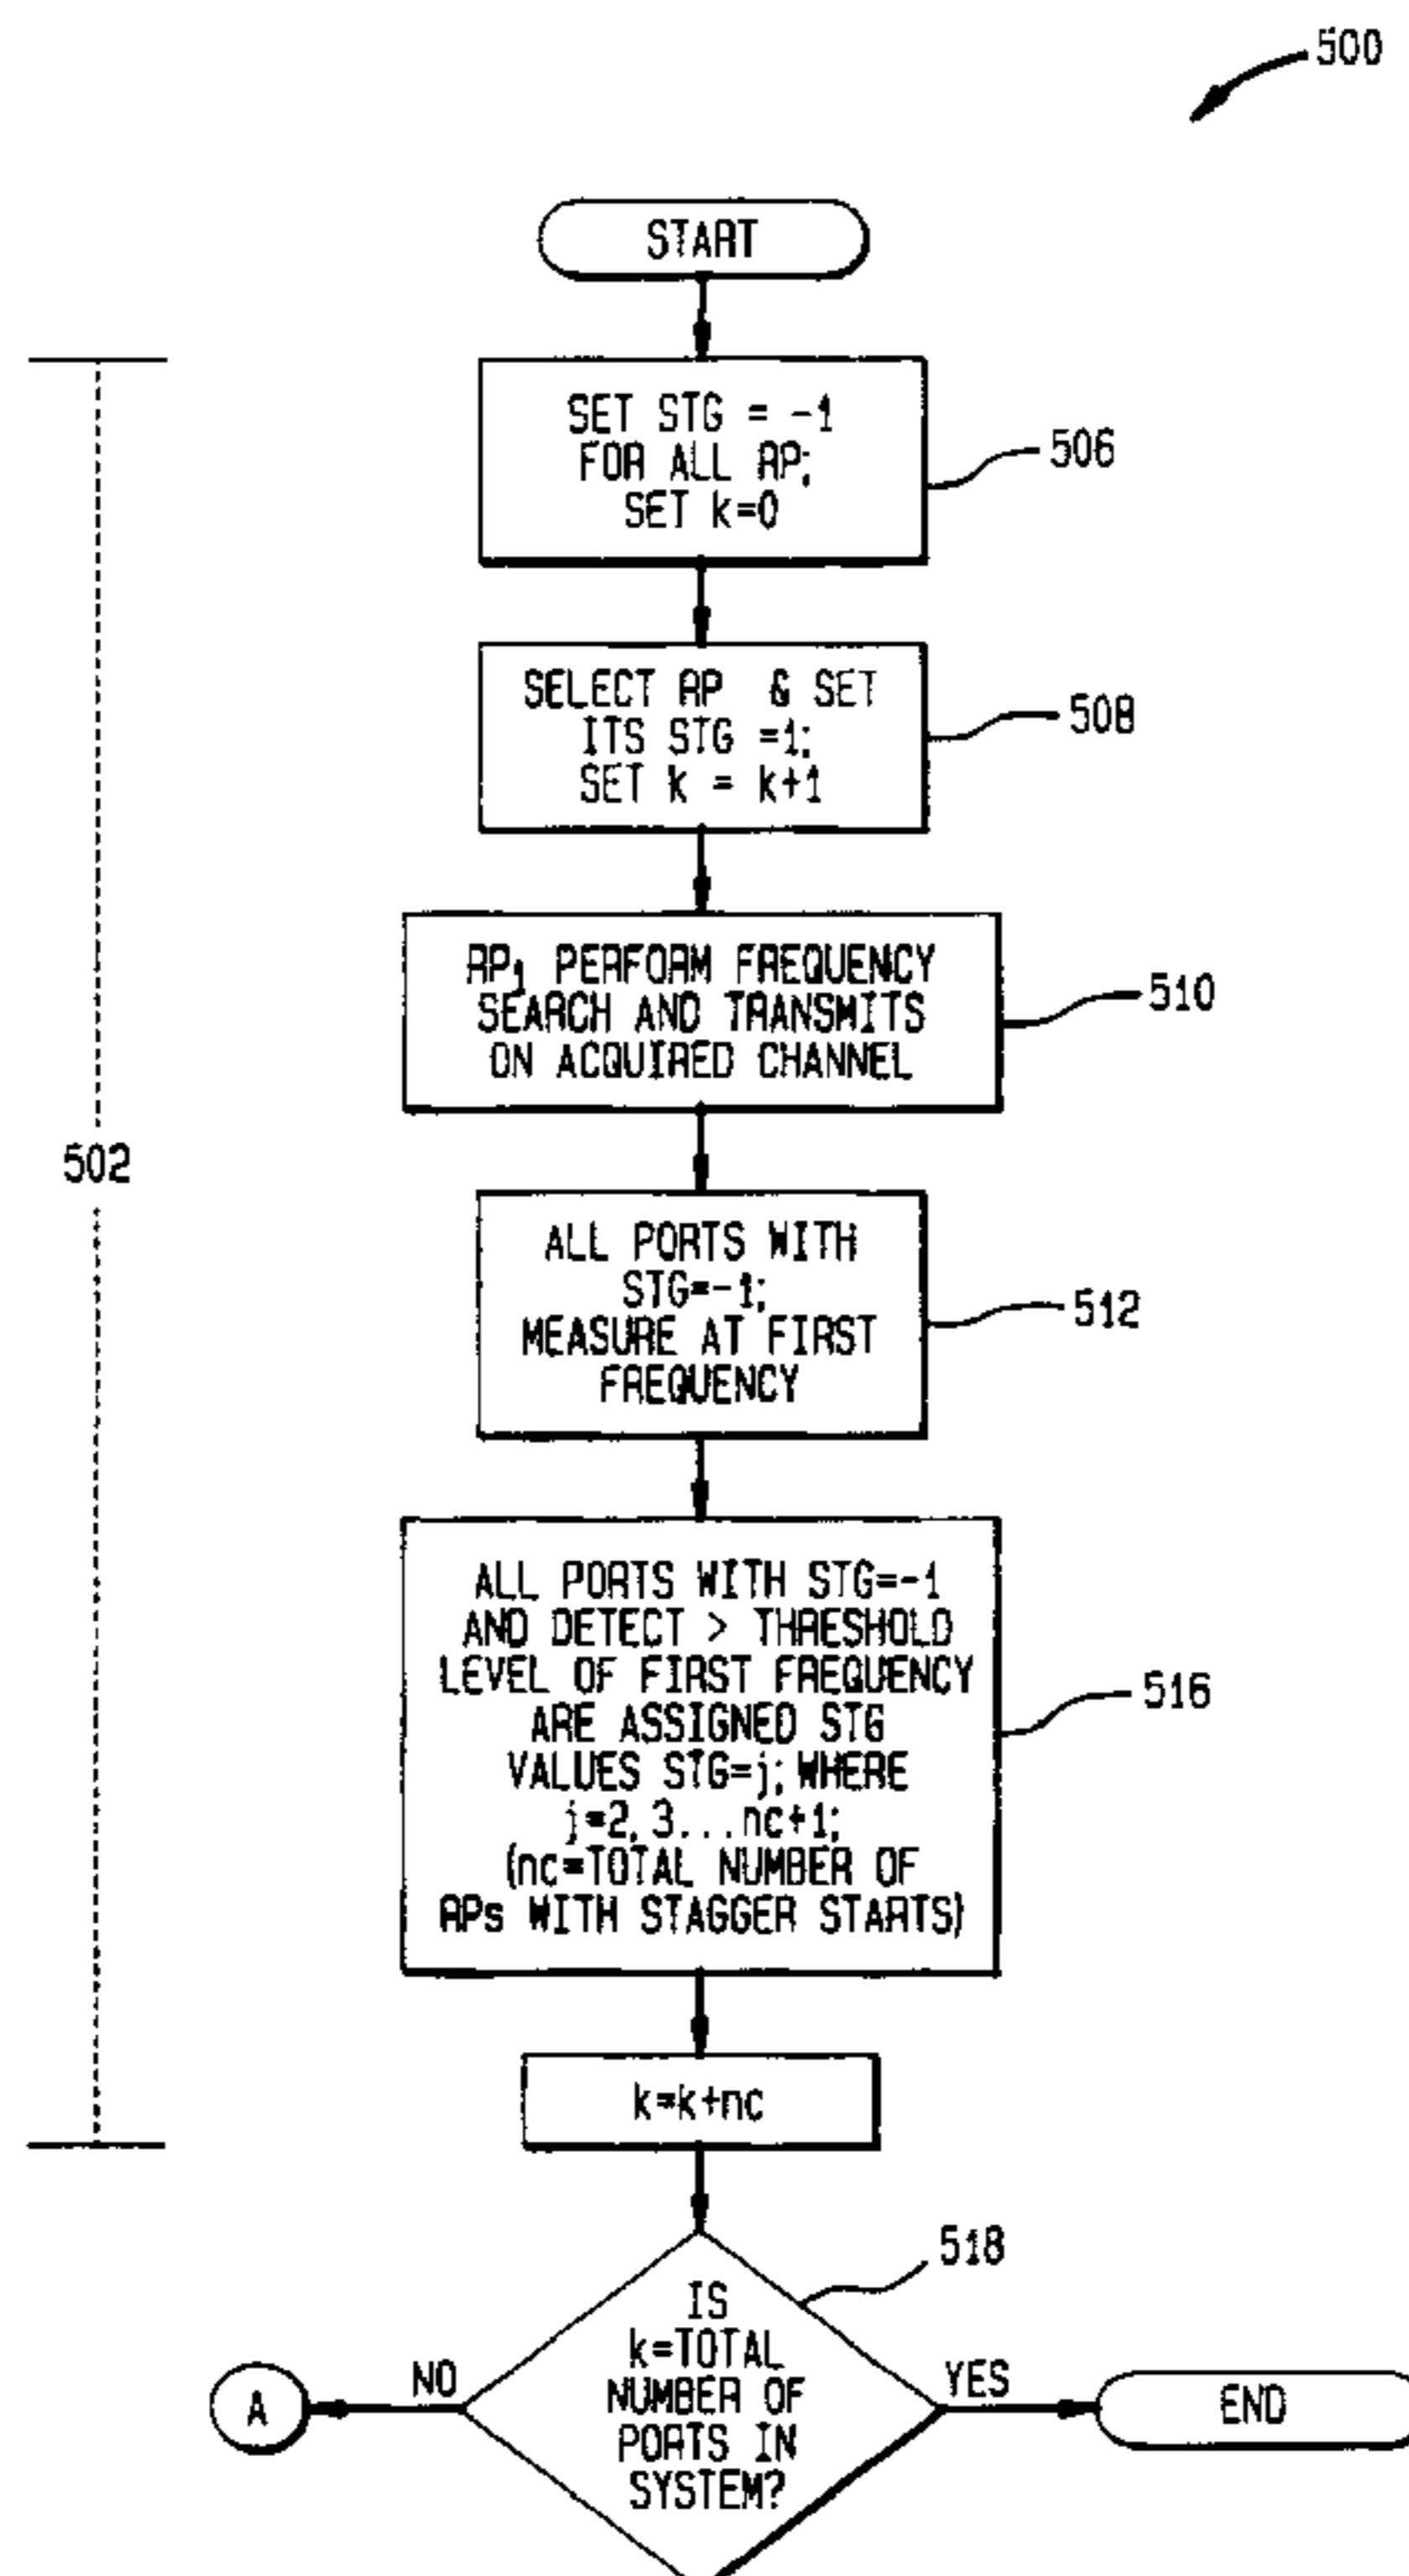 500
START
SET STG = -1
FOR ALL RP;
SET k=0
506
SELECT RP & SET
ITS STG =1;
SET k = k+1
508
RP1 PERFORM FREQUENCY
SEARCH AND TRANSMITS
ON ACQUIRED CHANNEL
510
502
ALL PORTS WITH
STG=-1;
MEASURE AT FIRST
FREQUENCY
512
ALL PORTS WITH STG=-1
AND DETECT > THRESHOLD
LEVEL OF FIRST FREQUENCY
ARE ASSIGNED STG
VALUES STG=j; WHERE
j=2, 3...nc+1;
(nc=TOTAL NUMBER OF
RPs WITH STAGGER STARTS)
516
k=k+nc
518
IS
k=TOTAL
NUMBER OF
PORTS IN
SYSTEM?
NO
A
YES
END